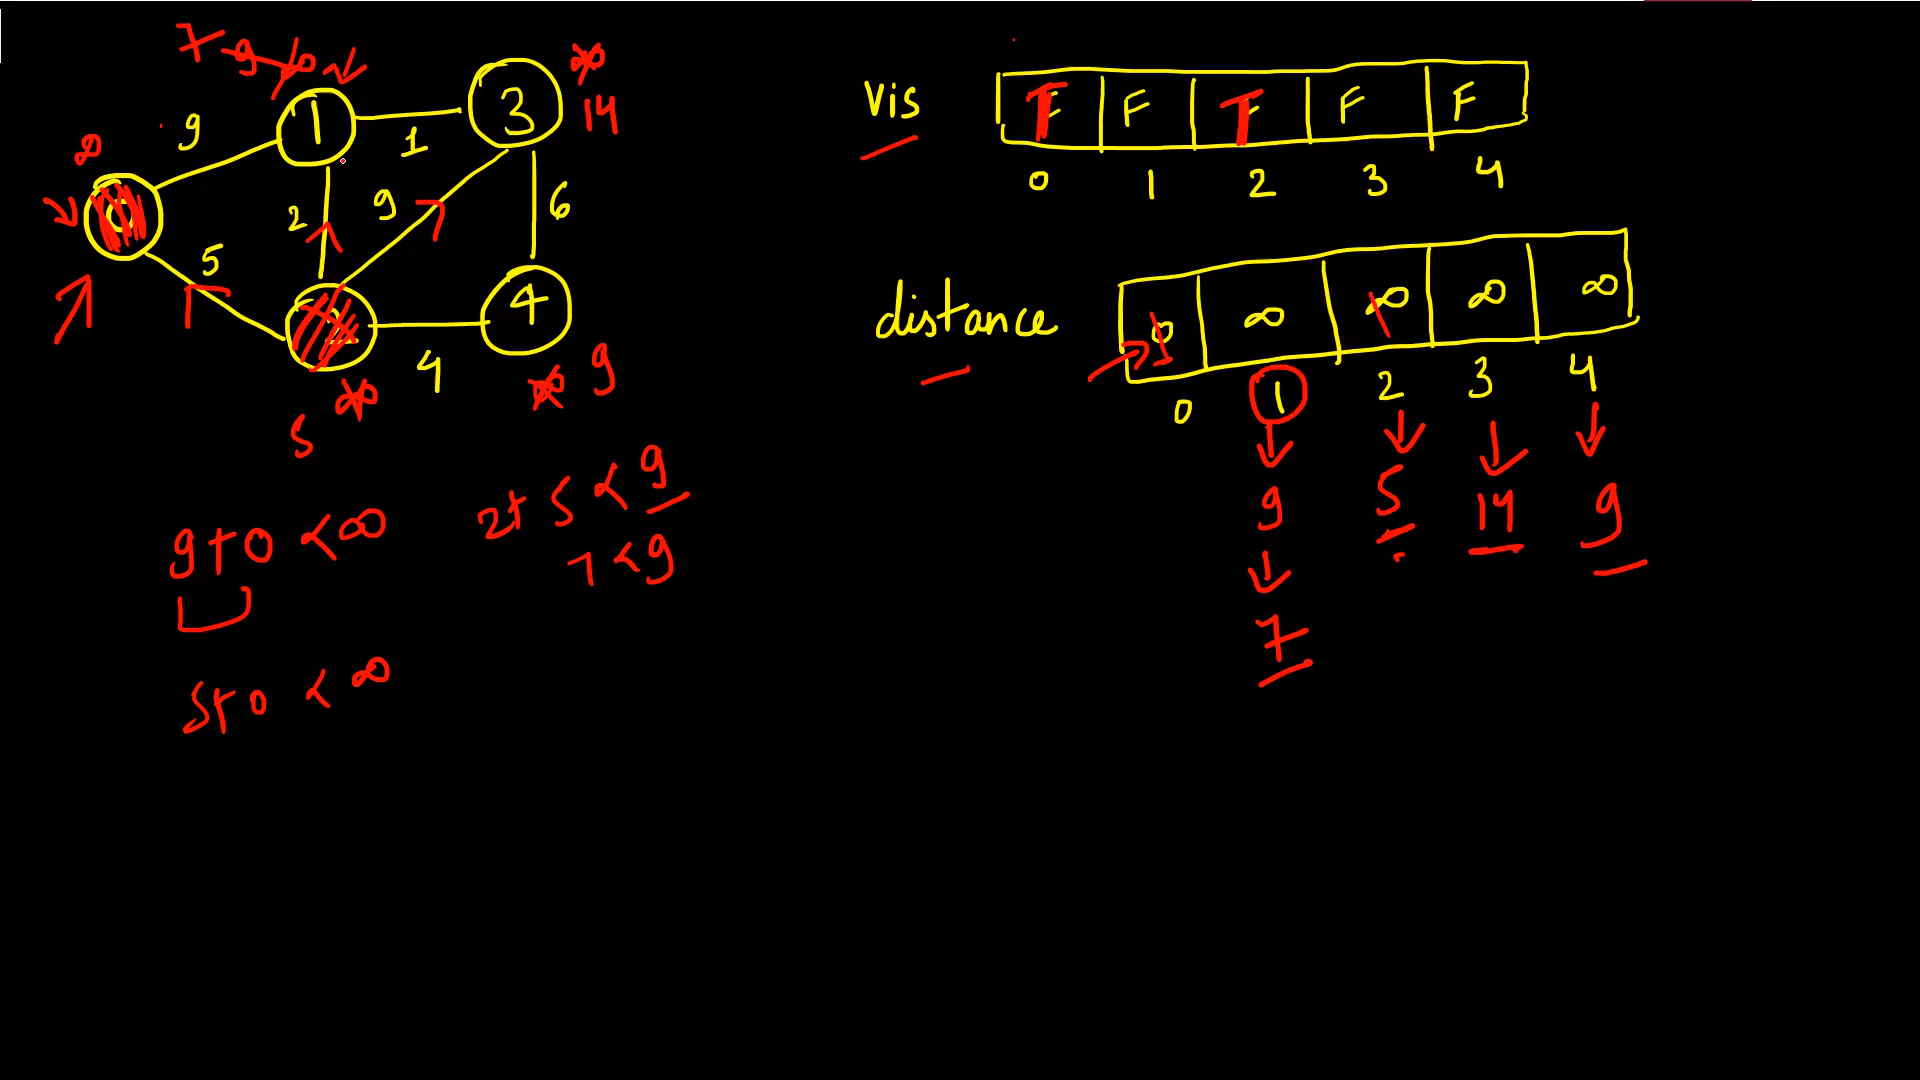 7 9 ∞
∞
14
1
3
9
1
∞
0
2
9
6
5
2
4
4
9
∞
5 ∞
9+0 < ∞
2+5 < 9
7 < 9
5+0 < ∞
Vis
T F T F F
0 1 2 3 4
distance
0 ∞ ∞ ∞ ∞
0 1 2 3 4
9 5 14 9
7